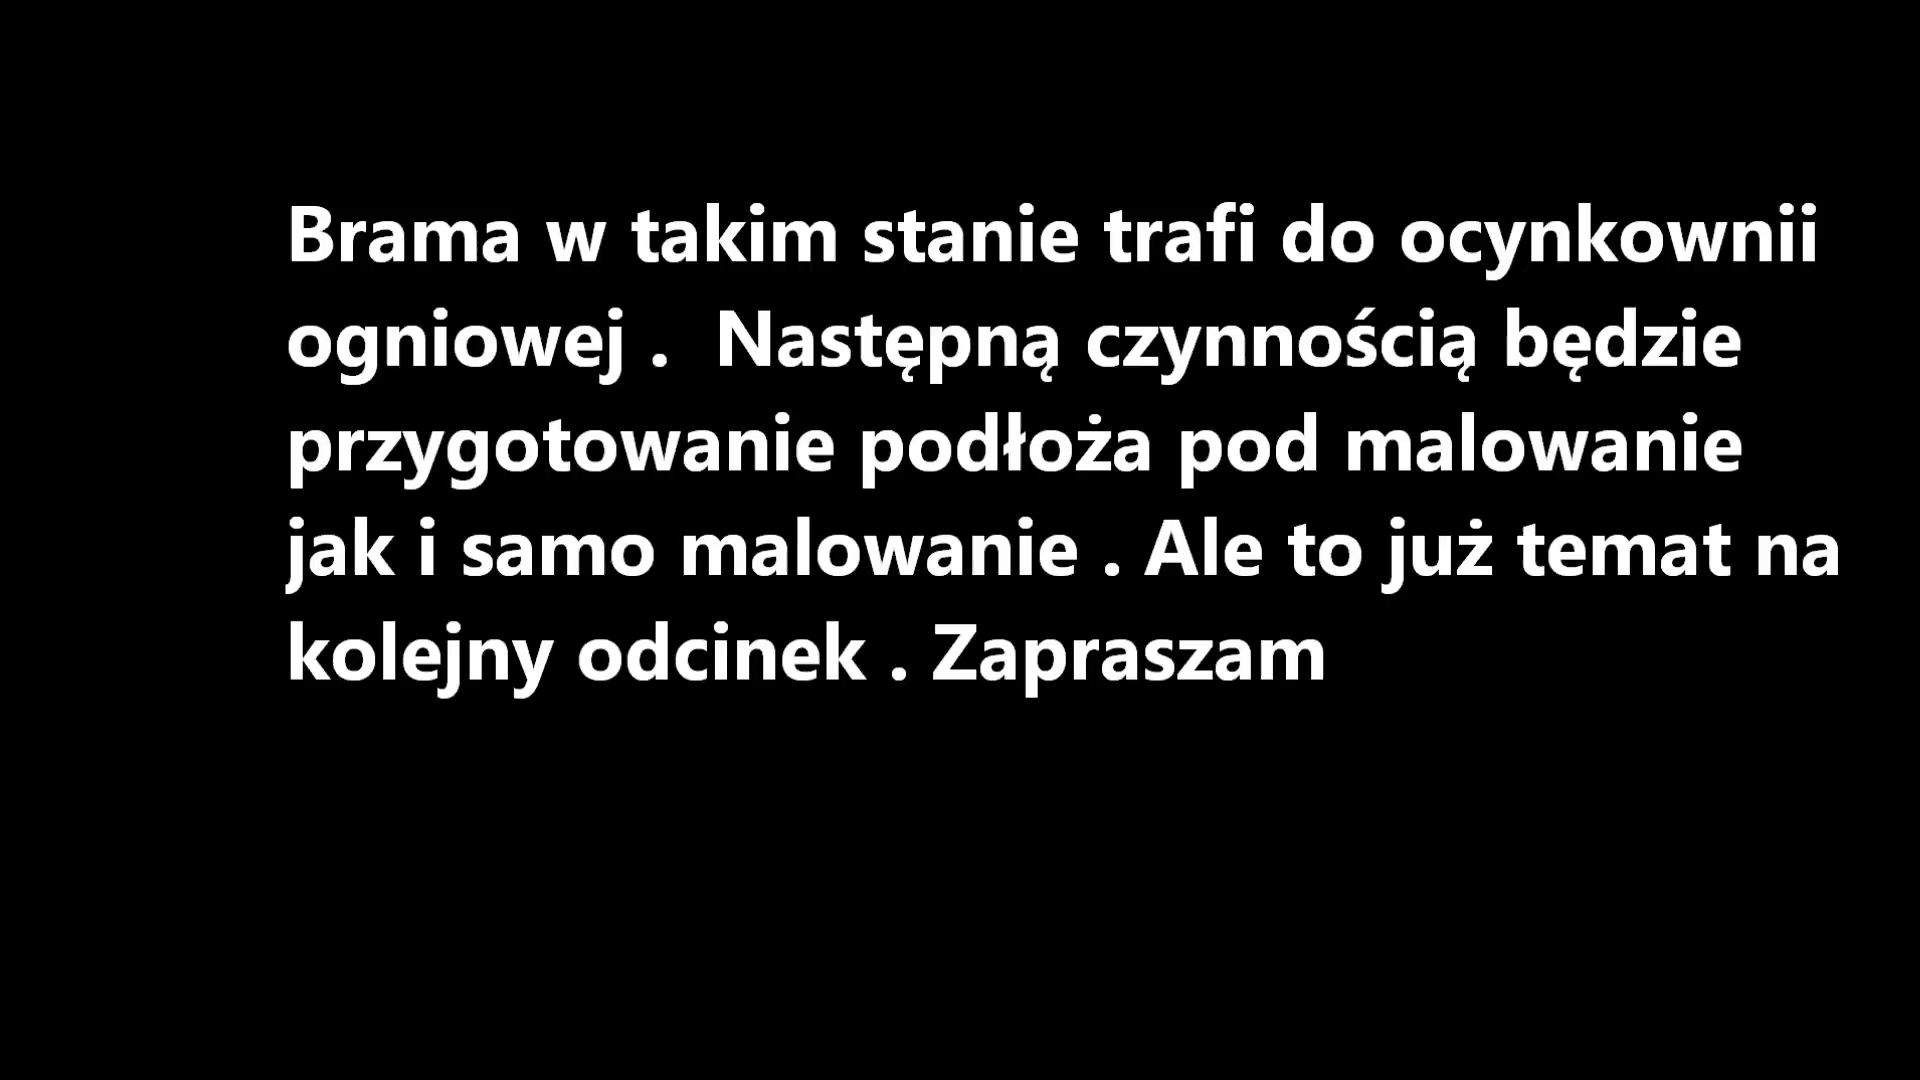 Brama w takim stanie trafi do ocynkownii
ogniowej .  Następną czynnością będzie
przygotowanie podłoża pod malowanie
jak i samo malowanie . Ale to już temat na
kolejny odcinek . Zapraszam